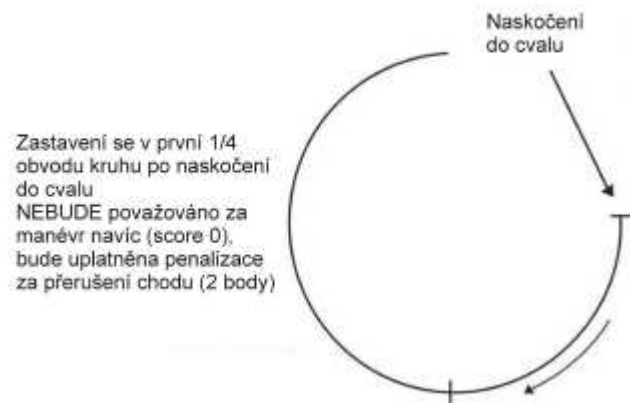 Naskočení
do cvalu
Zastavení se v první 1/4
obvodu kruhu po naskočení
do cvalu
NEBUDE považováno za
manévr navíc (score 0),
bude uplatněna penalizace
za přerušení chodu (2 body)